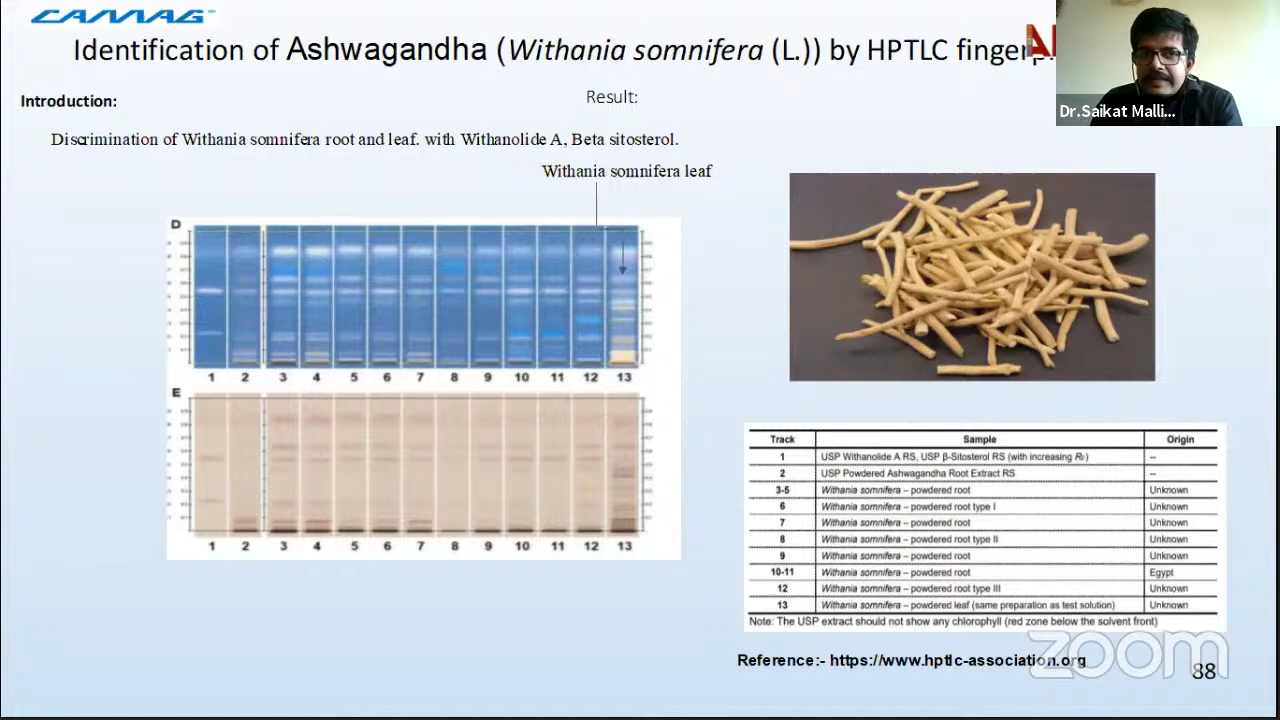 CAMAG
Identification of Ashwagandha (Withania somnifera (L.)) by HPTLC
Dr.Saikat Malli...
Introduction:
Result:
Discrimination of Withania somnifera root and leaf. with Withanolide A, Beta sitosterol.
Withania somnifera leaf
D
1 2 3 4 5 6 7 8 9 10 11 12 13
E
1 2 3 4 5 6 7 8 9 10 11 12 13
Track Sample Origin
1 USP Withanolide A RS, USP β-Sitosterol RS (with increasing RF) --
2 USP Powdered Ashwagandha Root Extract RS --
3-5 Withania somnifera – powdered root Unknown
6 Withania somnifera – powdered root type I Unknown
7 Withania somnifera – powdered root Unknown
8 Withania somnifera – powdered root type II Unknown
9 Withania somnifera – powdered root Unknown
10-11 Withania somnifera – powdered root Egypt
12 Withania somnifera – powdered root type III Unknown
13 Withania somnifera – powdered leaf (same preparation as test solution) Unknown
Note: The USP extract should not show any chlorophyll (red zone below the solvent front)
zoom
Reference:- https://www.hptlc-association.org
88